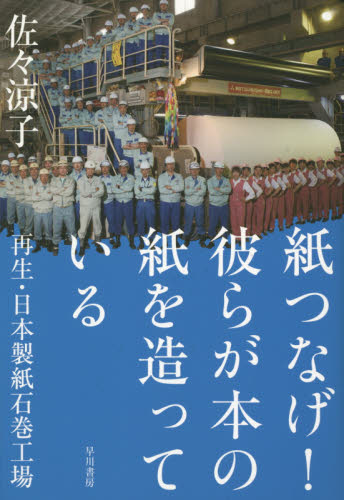 紙つなげ!
彼らが本の
紙を造って
いる
再生・日本製紙石巻工場
佐々涼子
早川書房